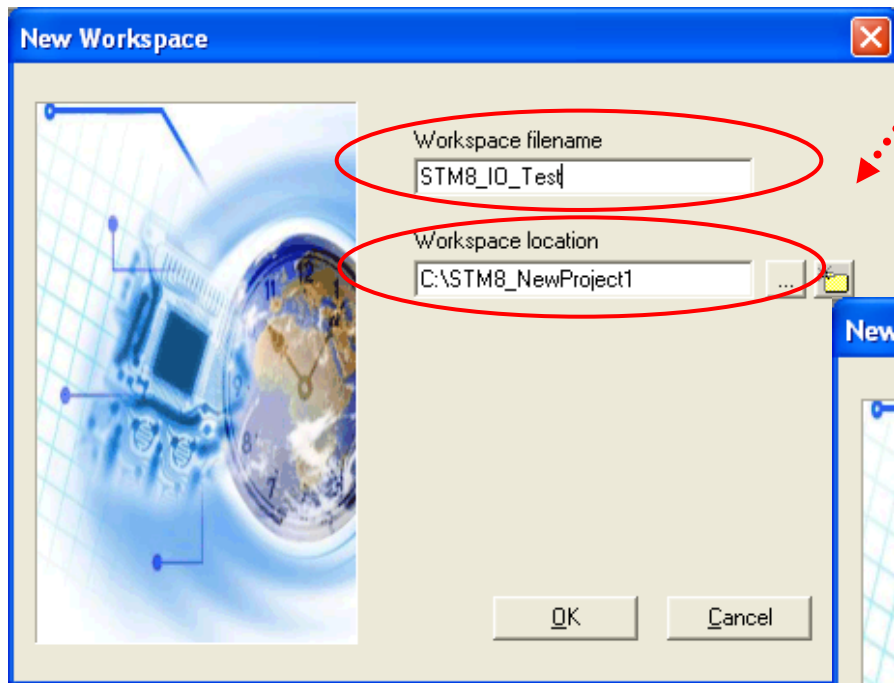 New Workspace
Workspace filename
STM8_IO_Test
Workspace location
C:\STM8_NewProject1
...
New
OK
Cancel